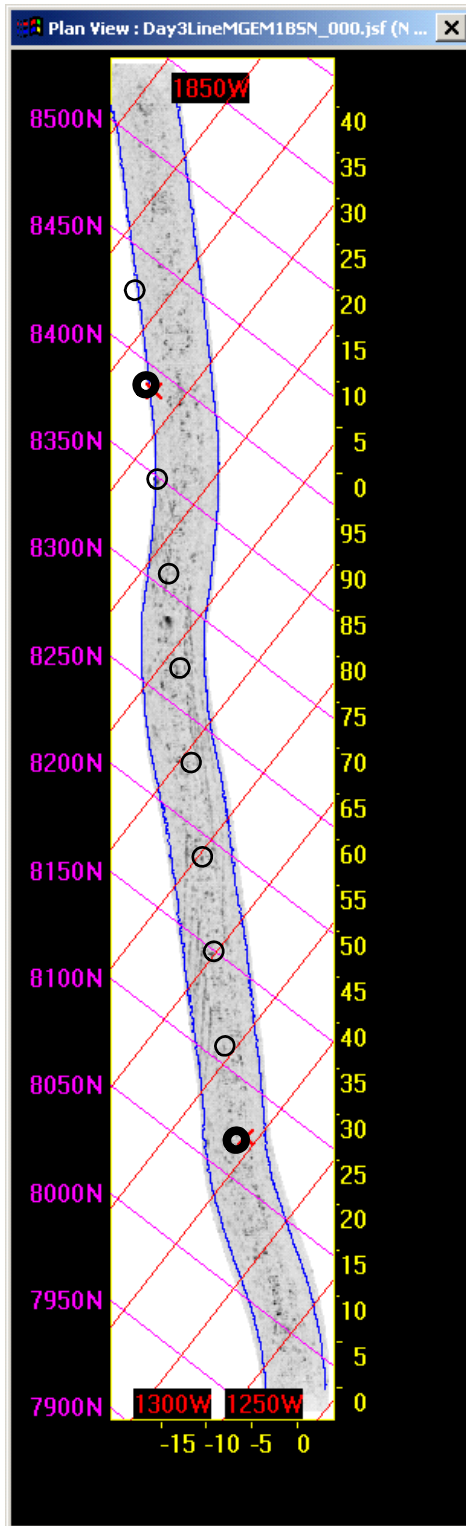 Plan View : Day3LineMGEM1BSN_000.jsf (N ...
1850W
8500N
40
35
30
8450N
25
20
8400N
15
10
8350N
5
0
8300N
95
90
8250N
85
80
75
8200N
70
65
8150N
60
55
8100N
50
45
8050N
40
35
30
8000N
25
20
7950N
15
10
5
7900N
1300W
1250W
0
-15 -10 -5 0